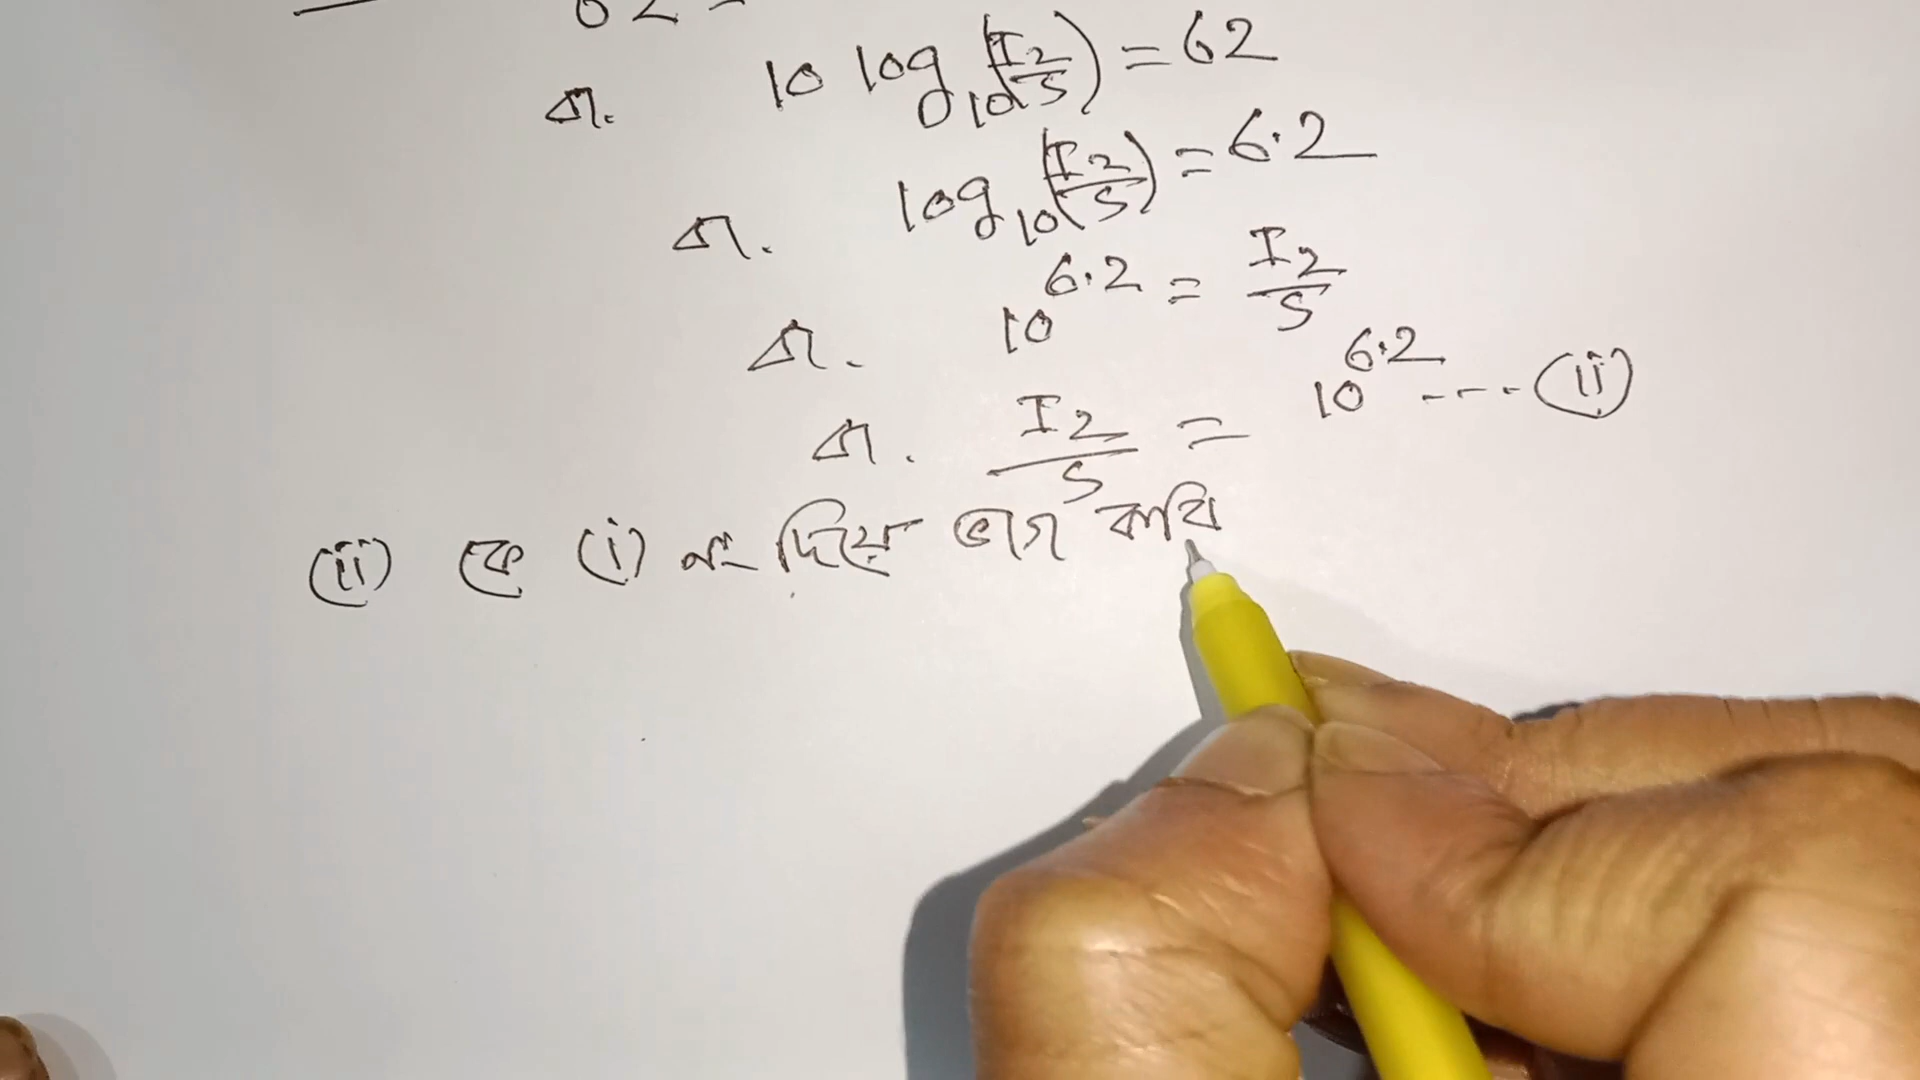 62 =
বা. 10 log₁₀(I₂/S) = 62
বা. log₁₀(I₂/S) = 6.2
বা. 10^6.2 = I₂/S
বা. I₂/S = 10^6.2 ---- (ii)
(ii) কে (i) নং দিয়ে ভাগ করি